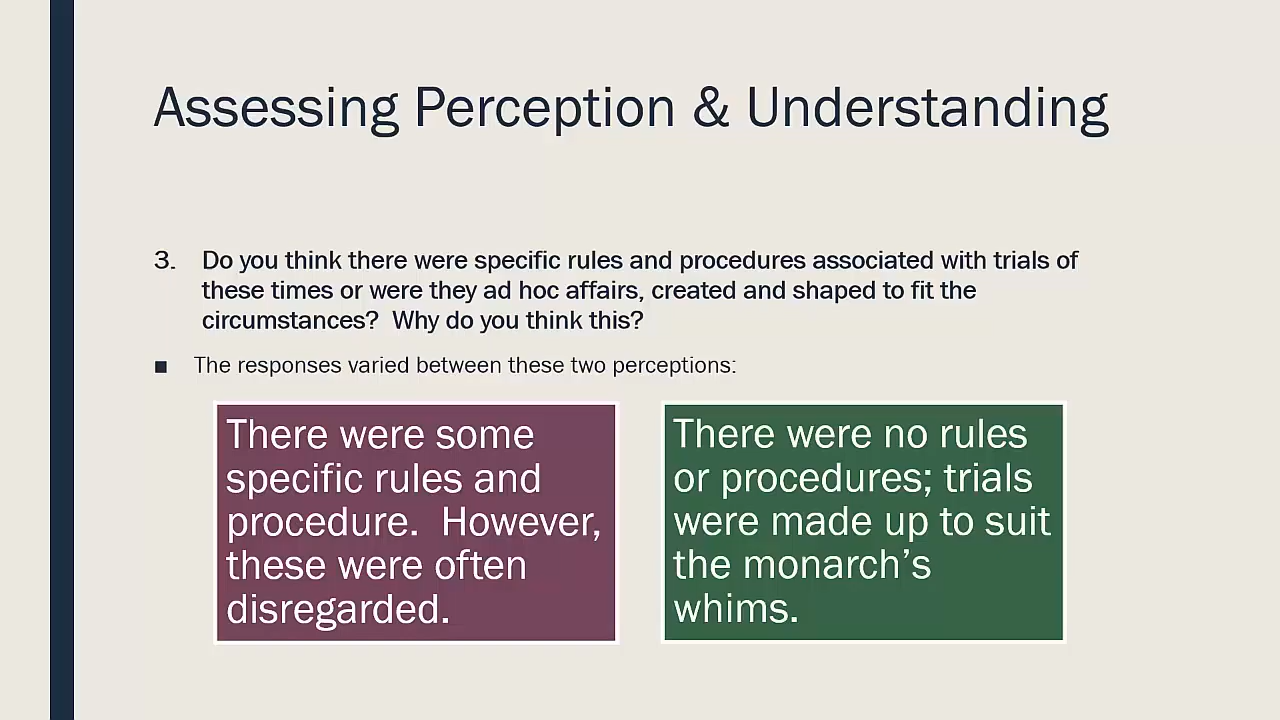 Assessing Perception & Understanding
3. Do you think there were specific rules and procedures associated with trials of
these times or were they ad hoc affairs, created and shaped to fit the
circumstances?  Why do you think this?
■ The responses varied between these two perceptions:
There were some
specific rules and
procedure.  However,
these were often
disregarded.
There were no rules
or procedures; trials
were made up to suit
the monarch’s
whims.